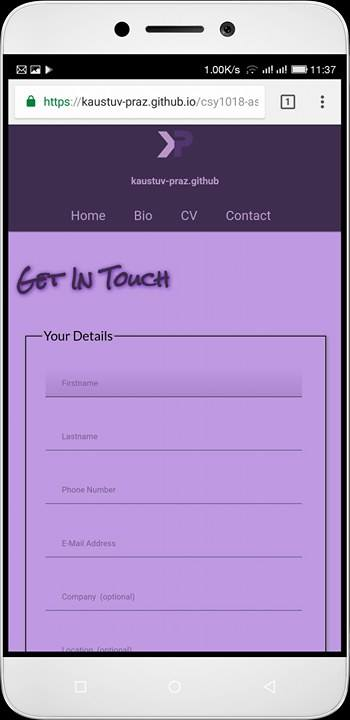 1.00K/s 11:37
https://kaustuv-praz.github.io/csy1018-as
1
KP
kaustuv-praz.github
Home Bio CV Contact
Get In Touch
Your Details
Firstname
Lastname
Phone Number
E-Mail Address
Company (optional)
Location (optional)